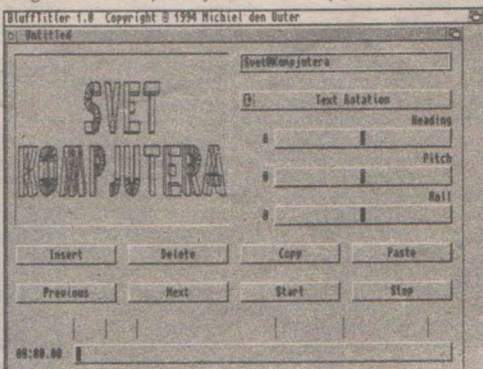 BluffTitler 1.0 Copyright © 1994 Michiel den Outer
Untitled
Svet@Kompjutera
SVET
KOMPJUTERA
Text Rotation
Heading
0
Pitch
0
Roll
0
Insert Delete Copy Paste
Previous Next Start Stop
00:00.00